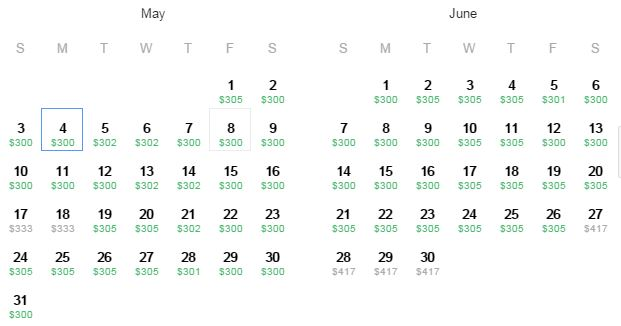 May June
S M T W T F S S M T W T F S
1 2 1 2 3 4 5 6
$305 $300 $300 $305 $305 $305 $301 $300
3 4 5 6 7 8 9 7 8 9 10 11 12 13
$300 $300 $302 $302 $300 $300 $300 $300 $300 $300 $305 $305 $300 $300
10 11 12 13 14 15 16 14 15 16 17 18 19 20
$300 $300 $300 $302 $302 $300 $300 $300 $300 $300 $305 $305 $305 $305
17 18 19 20 21 22 23 21 22 23 24 25 26 27
$333 $333 $305 $305 $302 $300 $300 $305 $305 $305 $305 $305 $305 $417
24 25 26 27 28 29 30 28 29 30
$305 $305 $305 $305 $301 $300 $300 $417 $417 $417
31
$300